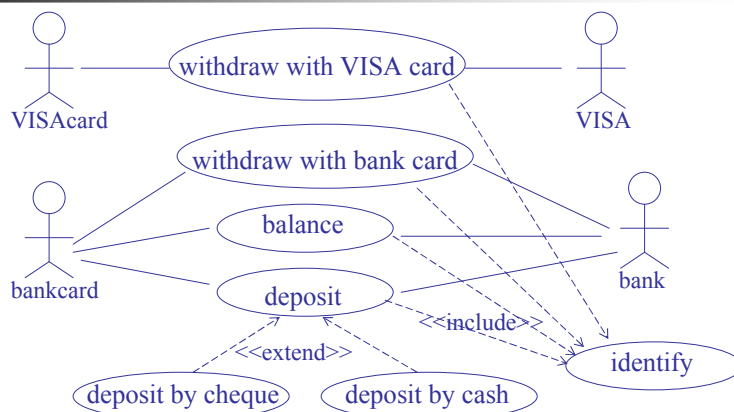 withdraw with VISA card
VISAcard
VISA
withdraw with bank card
balance
bankcard
bank
deposit
<<include>>
<<extend>>
identify
deposit by cheque
deposit by cash